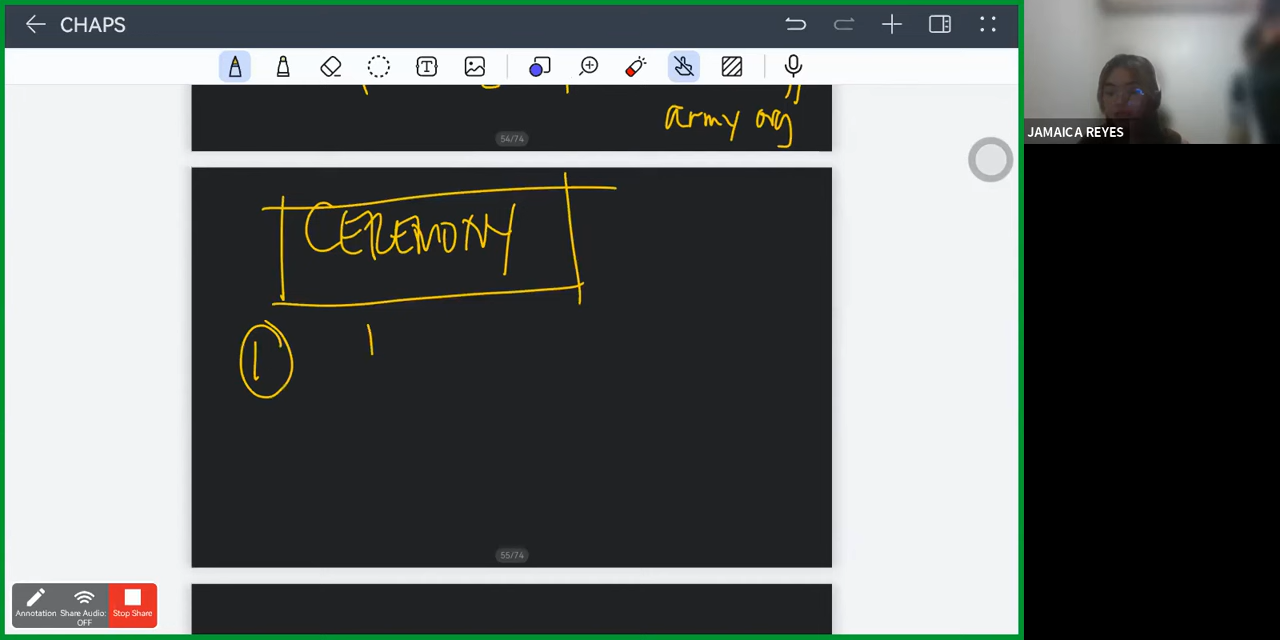 CHAPS
army org
54/74
CEREMONY
1 I
55/74
Annotation
Share Audio: OFF
Stop Share
JAMAICA REYES